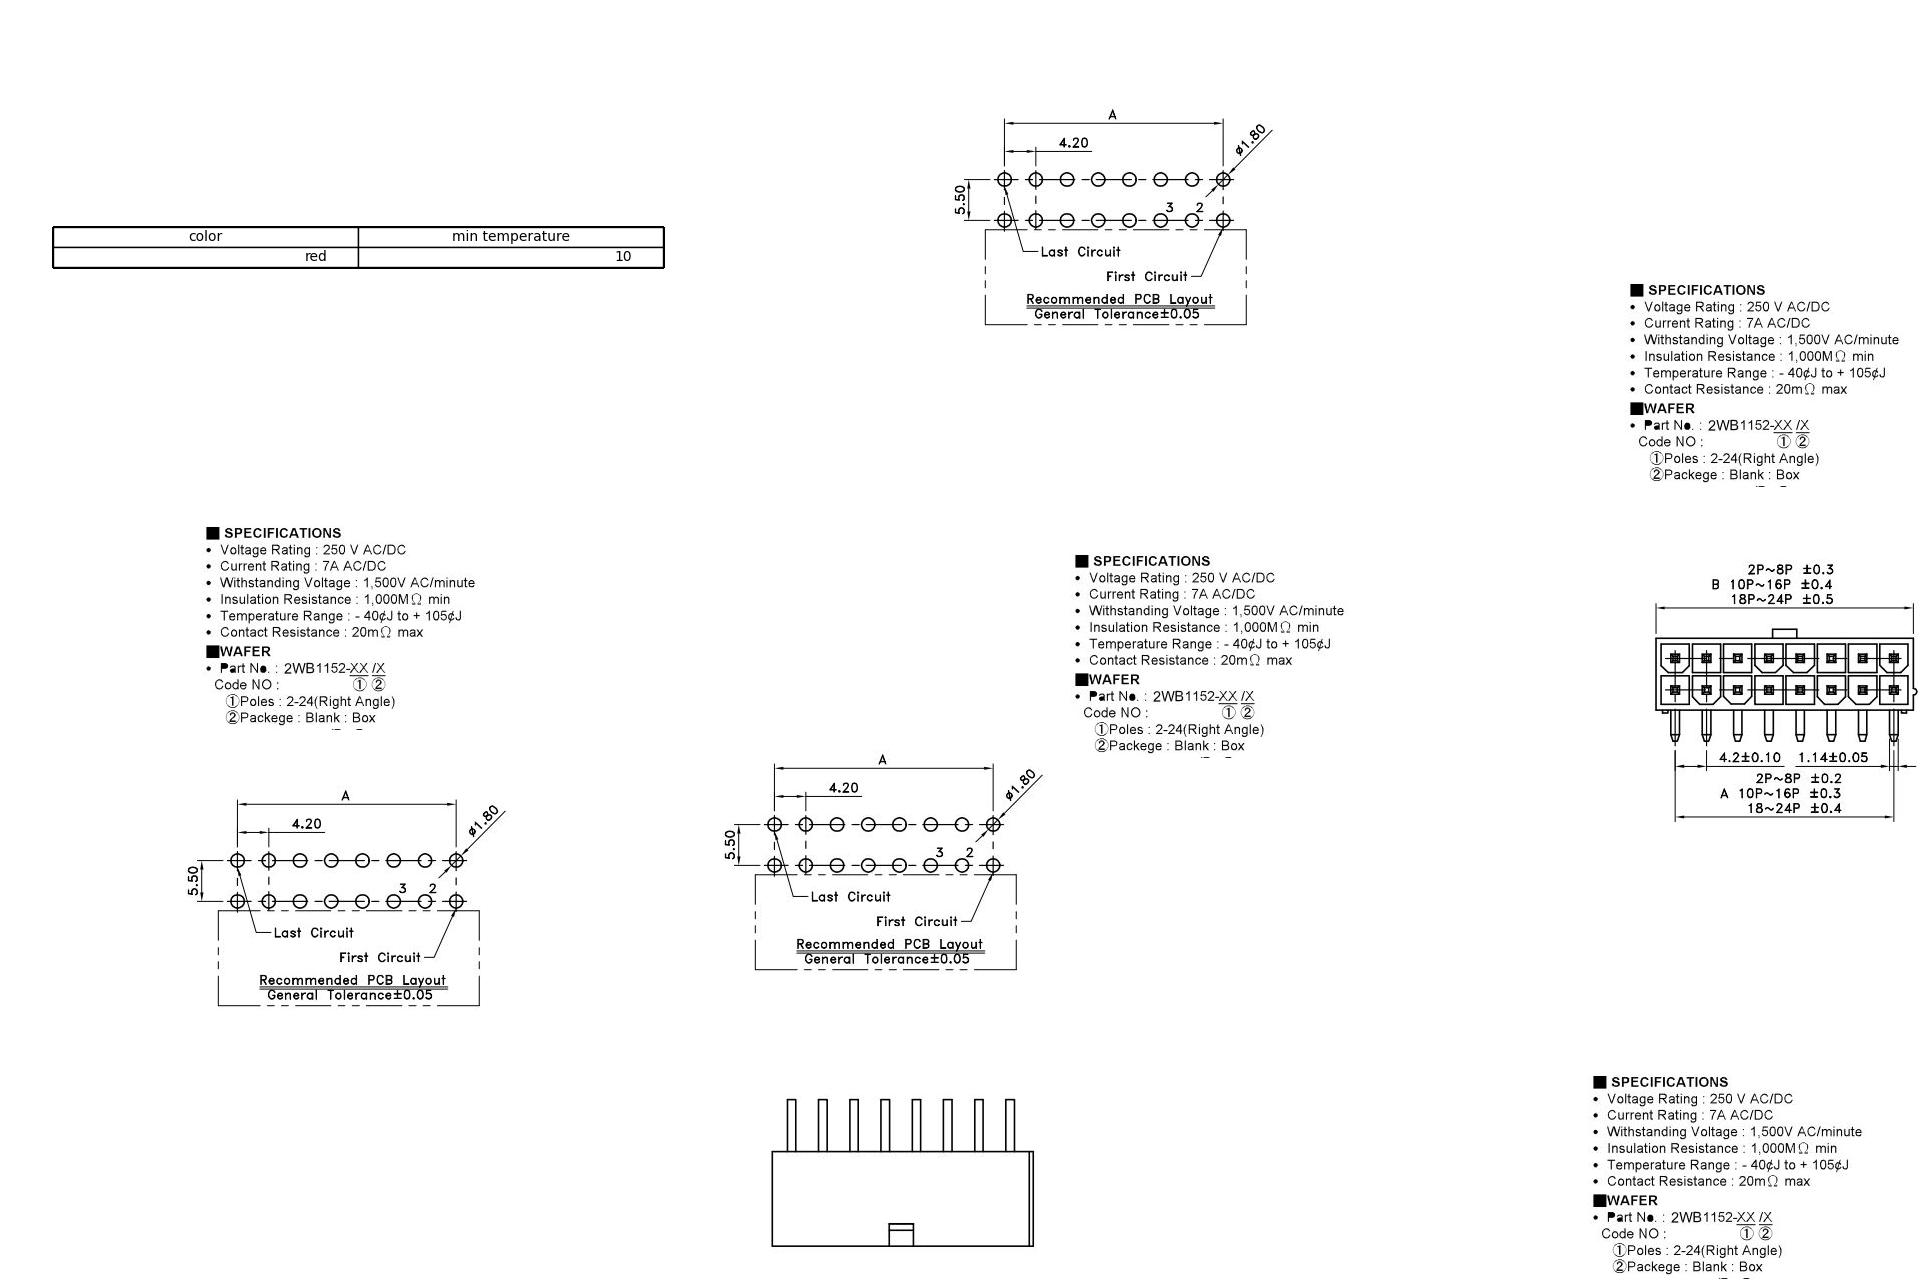 A
4.20
ø1.80
5.50
3 2
Last Circuit
First Circuit
Recommended PCB Layout
General Tolerance±0.05
color min temperature
red 10
■ SPECIFICATIONS
• Voltage Rating : 250 V AC/DC
• Current Rating : 7A AC/DC
• Withstanding Voltage : 1,500V AC/minute
• Insulation Resistance : 1,000MΩ min
• Temperature Range : - 40¢J to + 105¢J
• Contact Resistance : 20mΩ max
■WAFER
• Part No. : 2WB1152-XX /X
Code NO : ① ②
①Poles : 2-24(Right Angle)
②Packege : Blank : Box
■ SPECIFICATIONS
• Voltage Rating : 250 V AC/DC
• Current Rating : 7A AC/DC
• Withstanding Voltage : 1,500V AC/minute
• Insulation Resistance : 1,000MΩ min
• Temperature Range : - 40¢J to + 105¢J
• Contact Resistance : 20mΩ max
■WAFER
• Part No. : 2WB1152-XX /X
Code NO : ① ②
①Poles : 2-24(Right Angle)
②Packege : Blank : Box
■ SPECIFICATIONS
• Voltage Rating : 250 V AC/DC
• Current Rating : 7A AC/DC
• Withstanding Voltage : 1,500V AC/minute
• Insulation Resistance : 1,000MΩ min
• Temperature Range : - 40¢J to + 105¢J
• Contact Resistance : 20mΩ max
■WAFER
• Part No. : 2WB1152-XX /X
Code NO : ① ②
①Poles : 2-24(Right Angle)
②Packege : Blank : Box
2P~8P ±0.3
B 10P~16P ±0.4
18P~24P ±0.5
4.2±0.10 1.14±0.05
2P~8P ±0.2
A 10P~16P ±0.3
18~24P ±0.4
A
4.20
ø1.80
5.50
3 2
Last Circuit
First Circuit
Recommended PCB Layout
General Tolerance±0.05
A
4.20
ø1.80
5.50
3 2
Last Circuit
First Circuit
Recommended PCB Layout
General Tolerance±0.05
■ SPECIFICATIONS
• Voltage Rating : 250 V AC/DC
• Current Rating : 7A AC/DC
• Withstanding Voltage : 1,500V AC/minute
• Insulation Resistance : 1,000MΩ min
• Temperature Range : - 40¢J to + 105¢J
• Contact Resistance : 20mΩ max
■WAFER
• Part No. : 2WB1152-XX /X
Code NO : ① ②
①Poles : 2-24(Right Angle)
②Packege : Blank : Box